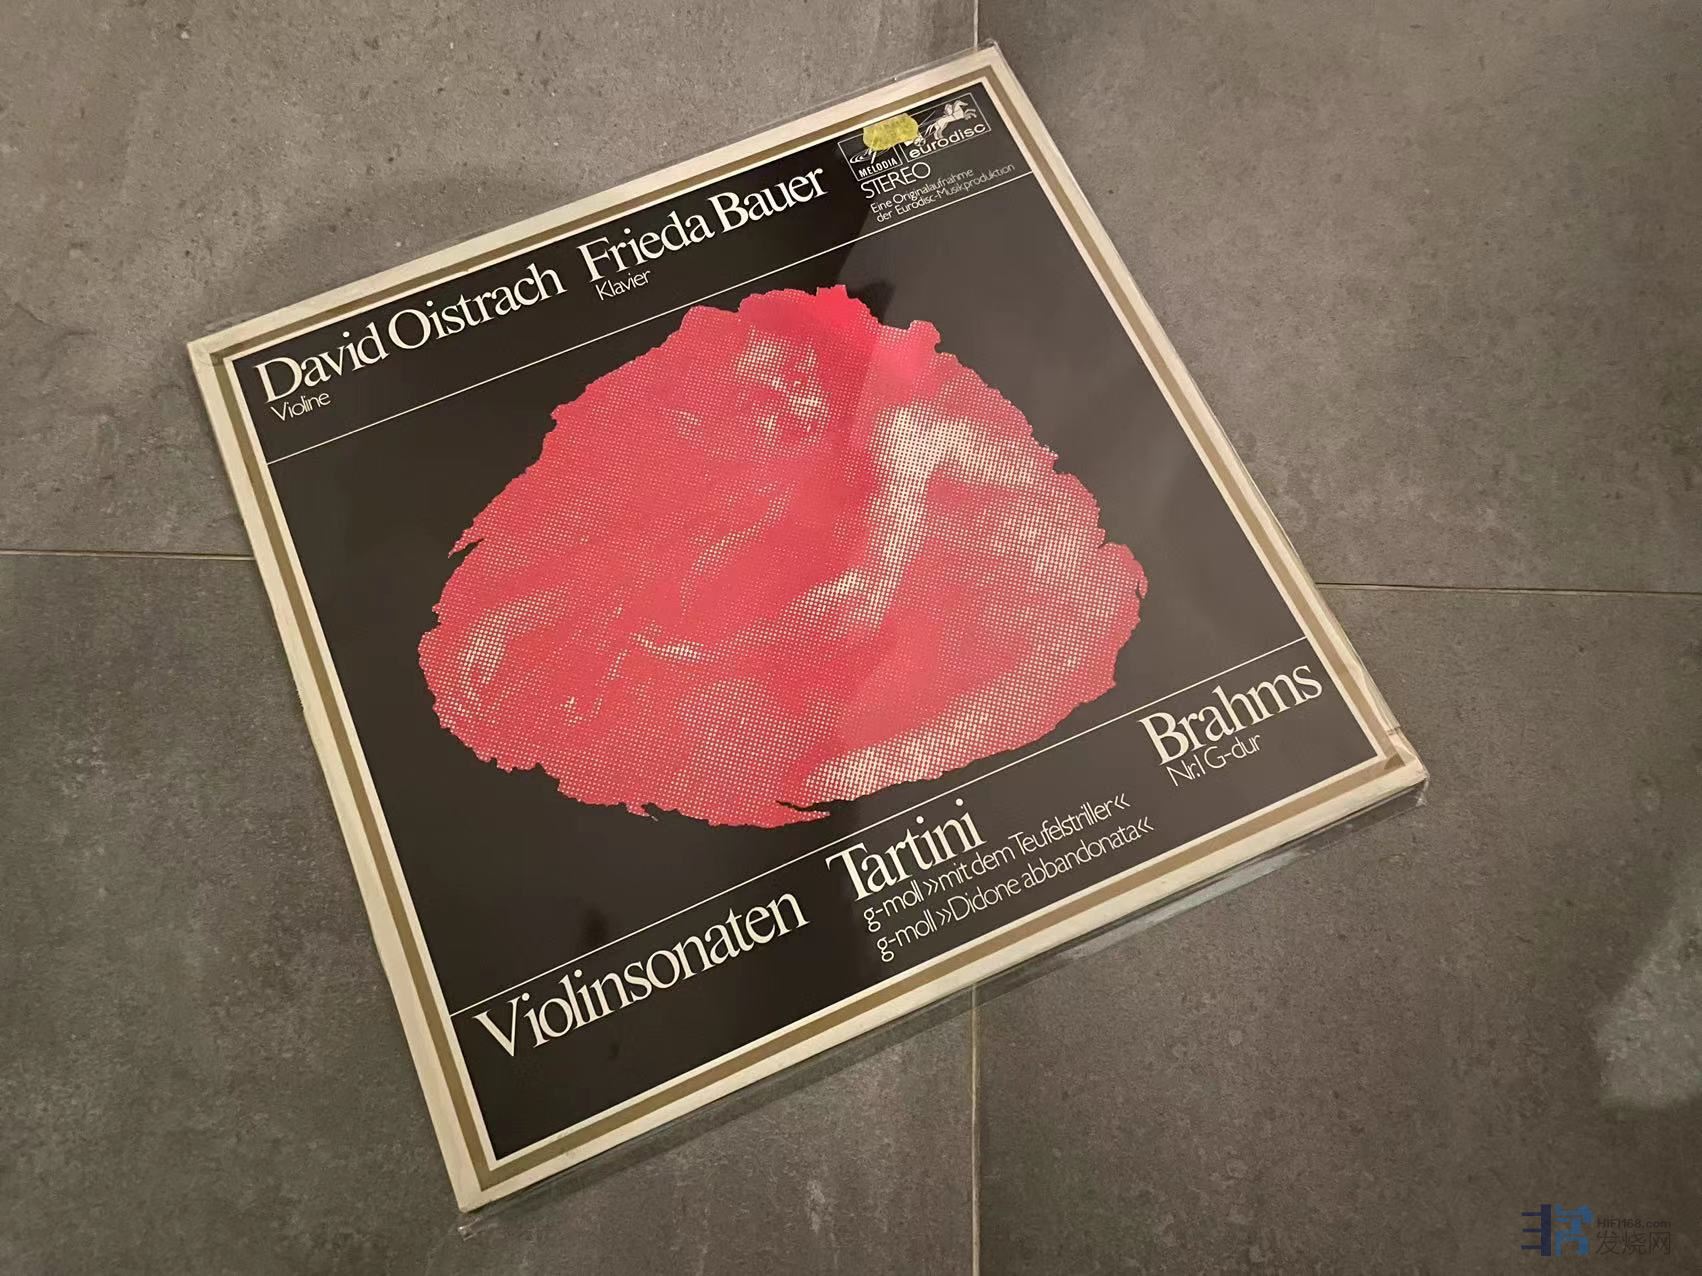 David Oistrach Frieda Bauer
Violine
Klavier
MELODIA
eurodisc
STEREO
Eine Originalaufnahme
der Eurodisc-Musikproduktion
Violinsonaten
Tartini
g-moll »mit dem Teufelstriller«
g-moll »Didone abbandonata«
Brahms
Nr.1 G-dur
HIFI168.com
发烧网